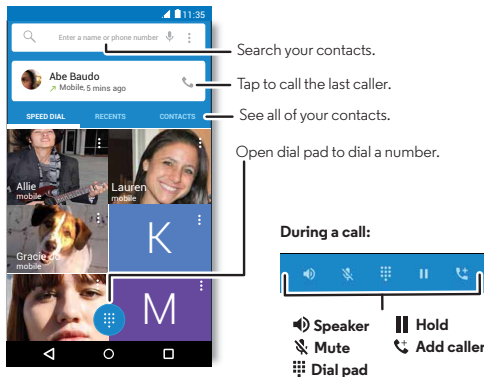 11:35
Enter a name or phone number
Search your contacts.
Abe Baudo
Mobile, 5 mins ago
Tap to call the last caller.
SPEED DIAL RECENTS CONTACTS
See all of your contacts.
Open dial pad to dial a number.
Allie
mobile
Lauren
mobile
Gracie
mobile
K
M
During a call:
Speaker
Mute
Dial pad
Hold
Add caller